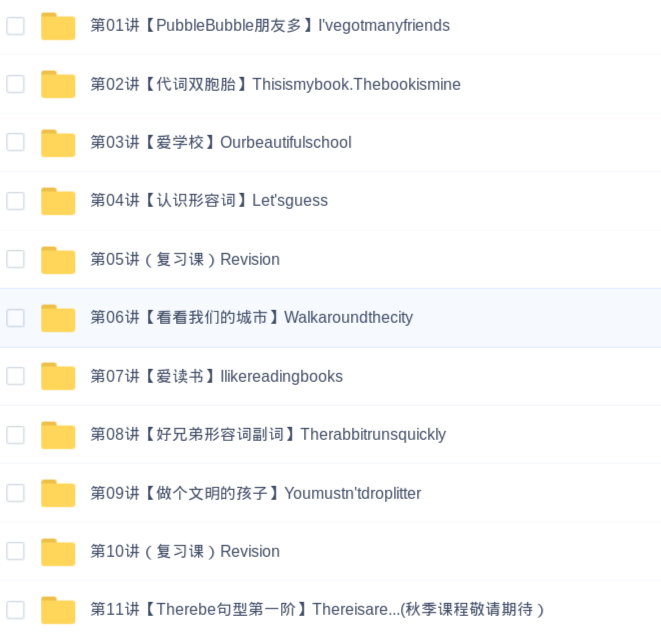 第01讲【PubbleBubble朋友多】I'vegotmanyfriends
第02讲【代词双胞胎】Thisismybook.Thebookismine
第03讲【爱学校】Ourbeautifulschool
第04讲【认识形容词】Let'sguess
第05讲（复习课）Revision
第06讲【看看我们的城市】Walkaroundthecity
第07讲【爱读书】Ilikereadingbooks
第08讲【好兄弟形容词副词】Therabbitrunsquickly
第09讲【做个文明的孩子】Youmustn'tdroplitter
第10讲（复习课）Revision
第11讲【Therebe句型第一阶】Thereisare...(秋季课程敬请期待）